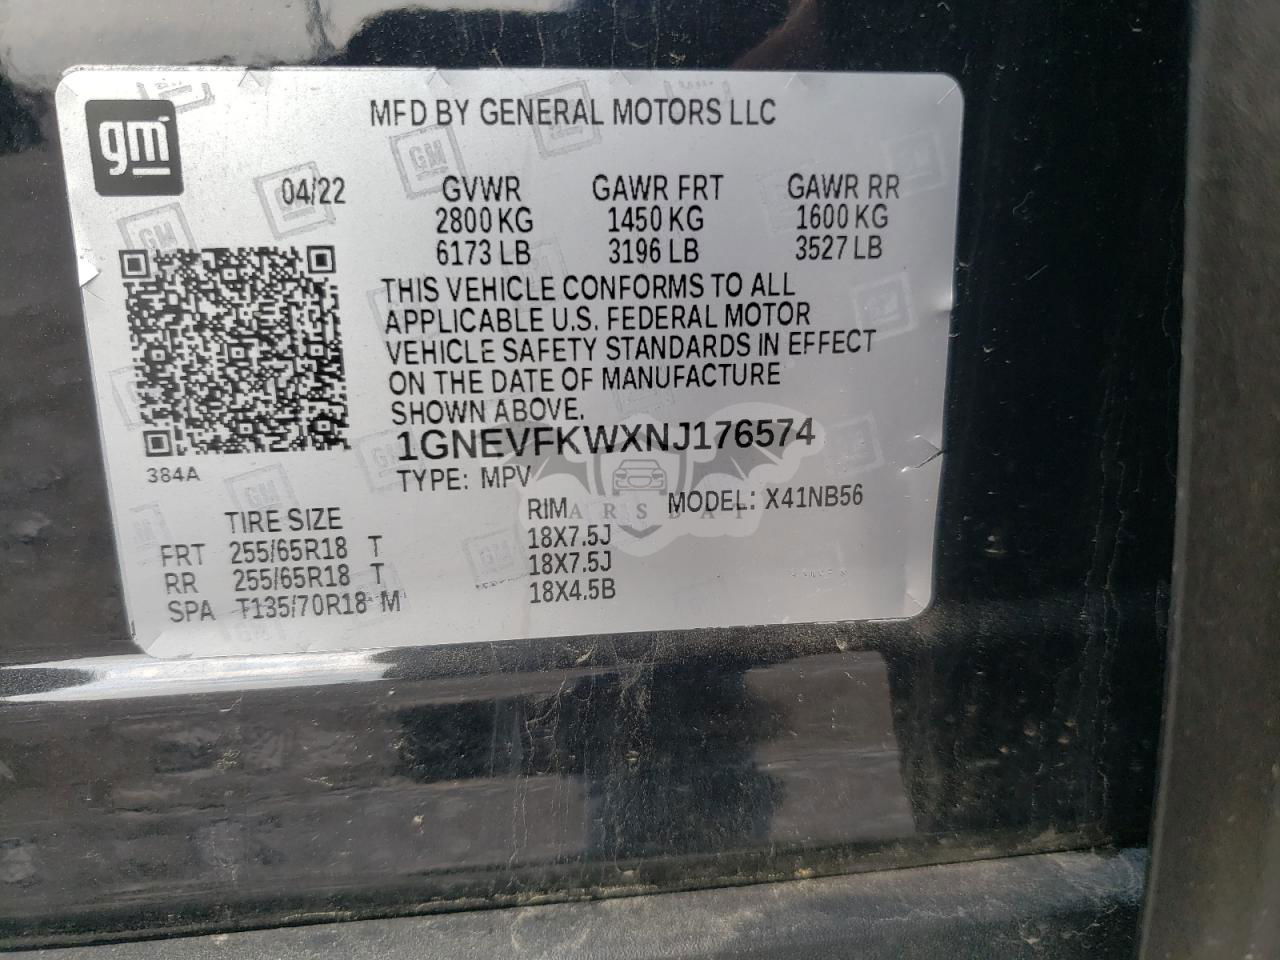 MFD BY GENERAL MOTORS LLC
gm
04/22 GVWR GAWR FRT GAWR RR
2800 KG 1450 KG 1600 KG
6173 LB 3196 LB 3527 LB
THIS VEHICLE CONFORMS TO ALL
APPLICABLE U.S. FEDERAL MOTOR
VEHICLE SAFETY STANDARDS IN EFFECT
ON THE DATE OF MANUFACTURE
SHOWN ABOVE.
1GNEVFKWXNJ176574
384A
TYPE: MPV
MODEL: X41NB56
TIRE SIZE RIM
FRT 255/65R18 T 18X7.5J
RR 255/65R18 T 18X7.5J
SPA T135/70R18 M 18X4.5B